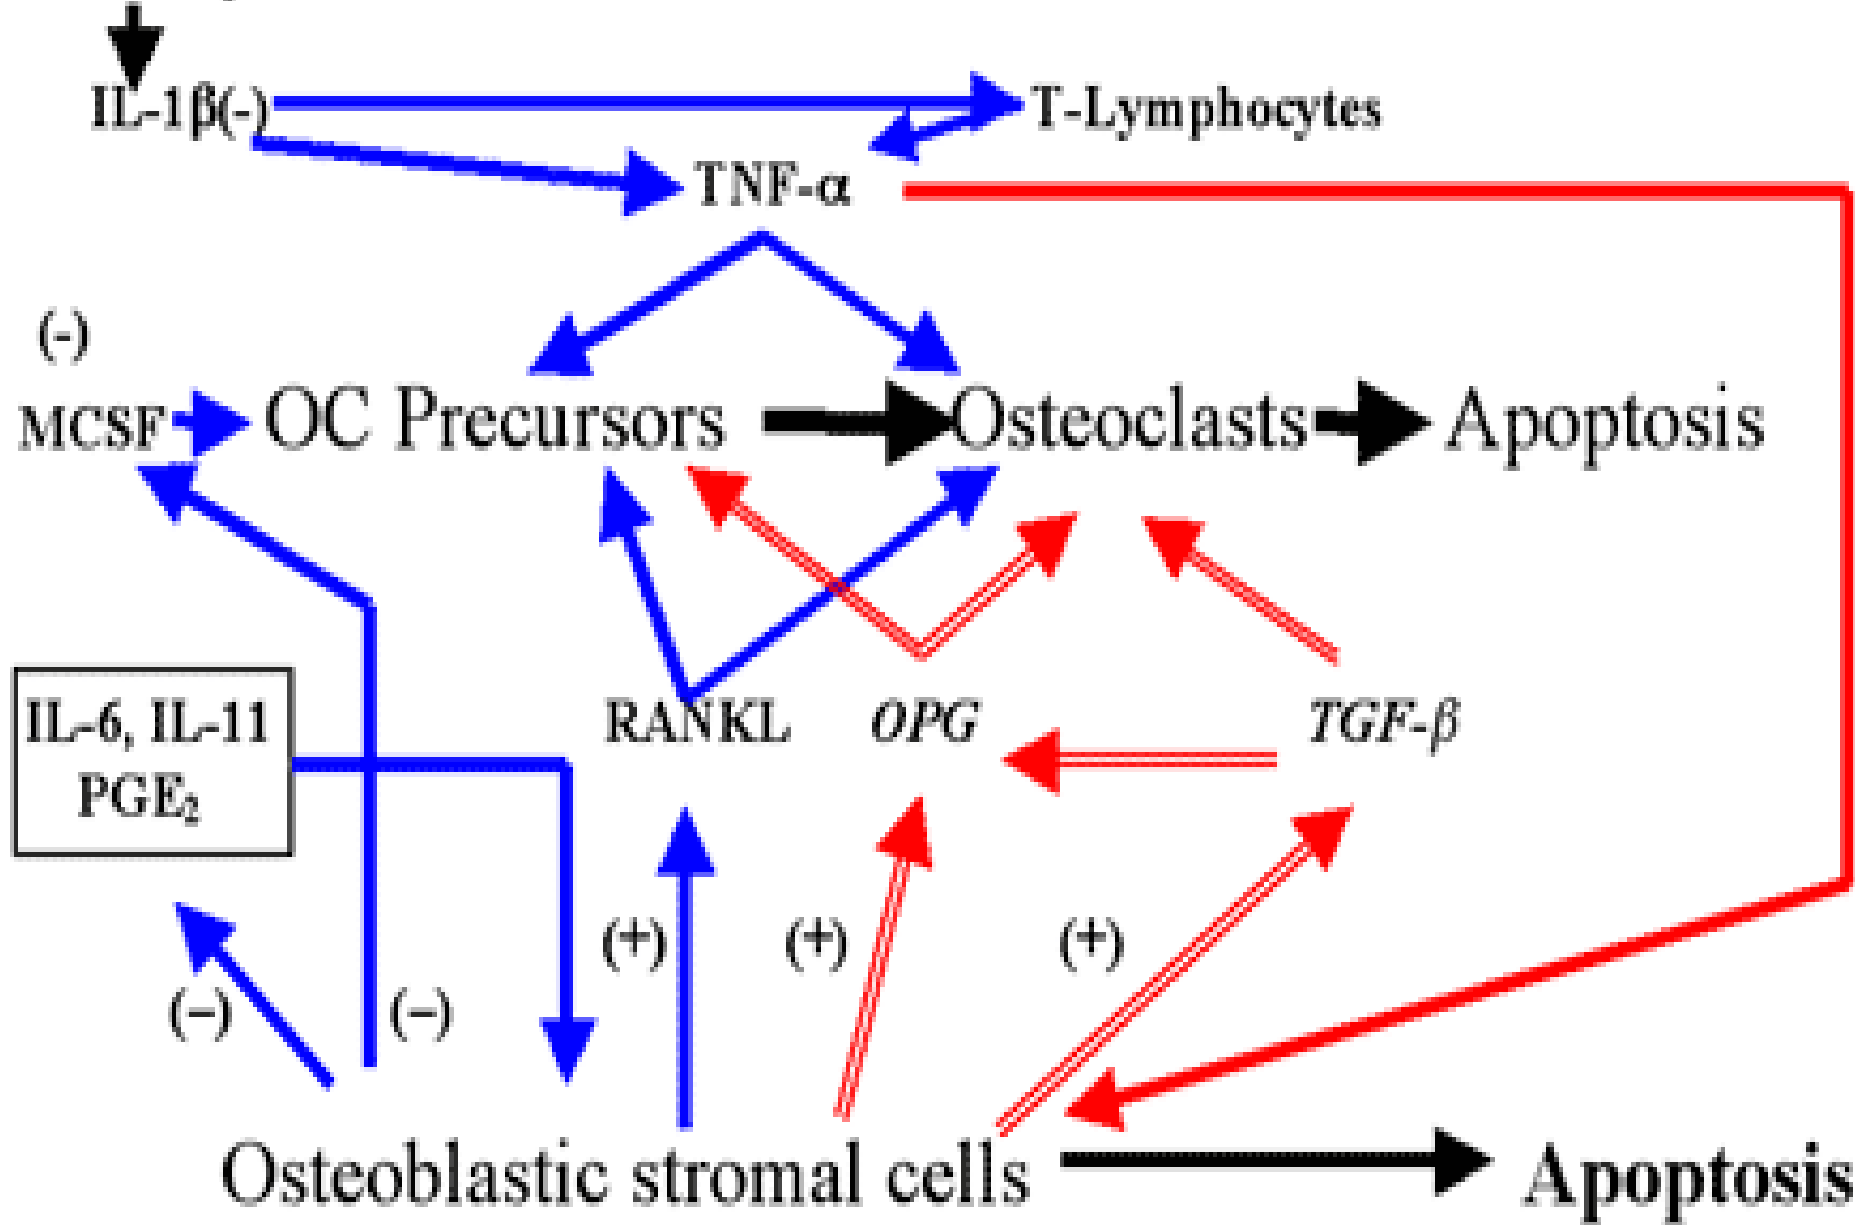 IL-1β(-)
T-Lymphocytes
TNF-α
(-)
MCSF
OC Precursors
Osteoclasts
Apoptosis
IL-6, IL-11
PGE₂
RANKL
OPG
TGF-β
(+)
(+)
(+)
(–)
(–)
Osteoblastic stromal cells
Apoptosis